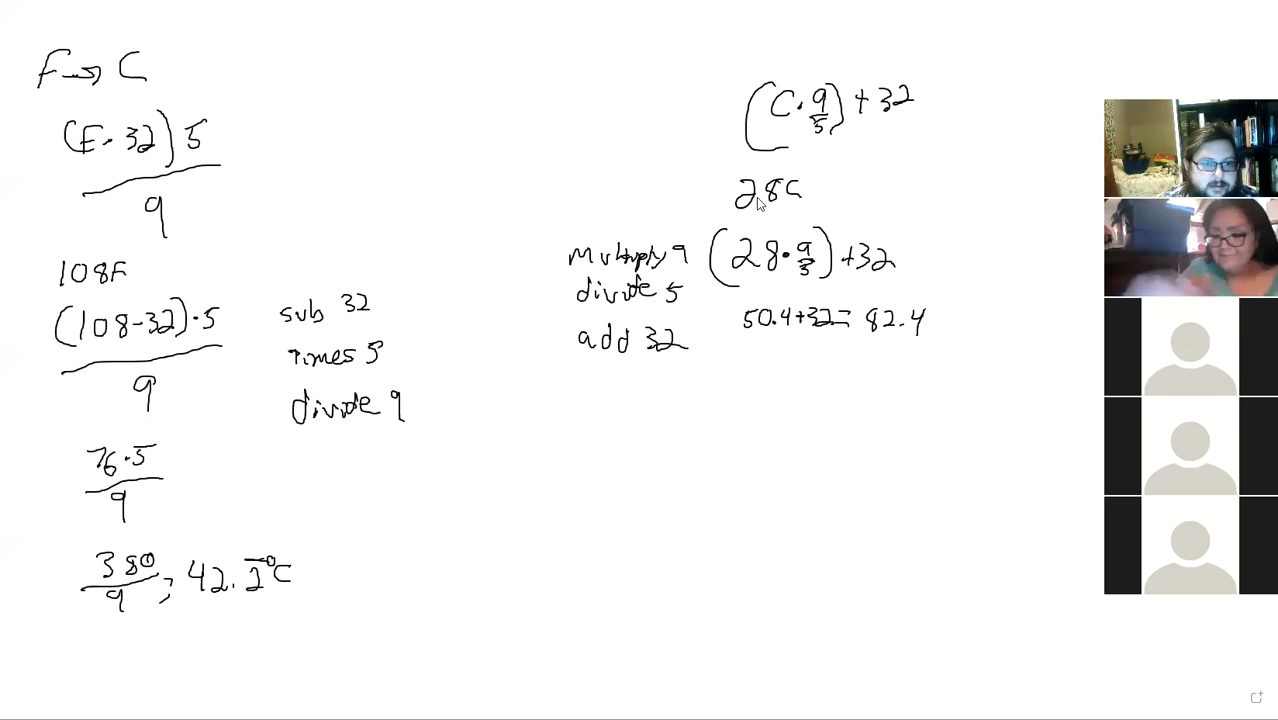 F → C
(F - 32) 5
9
108F
(108-32)·5
9
sub 32
times 5
divide 9
76·5
9
380
9
; 42.2̅°C
(C · 9/5) + 32
28C
Multiply 9
divide 5
add 32
(28 · 9/5) + 32
50.4+32= 82.4